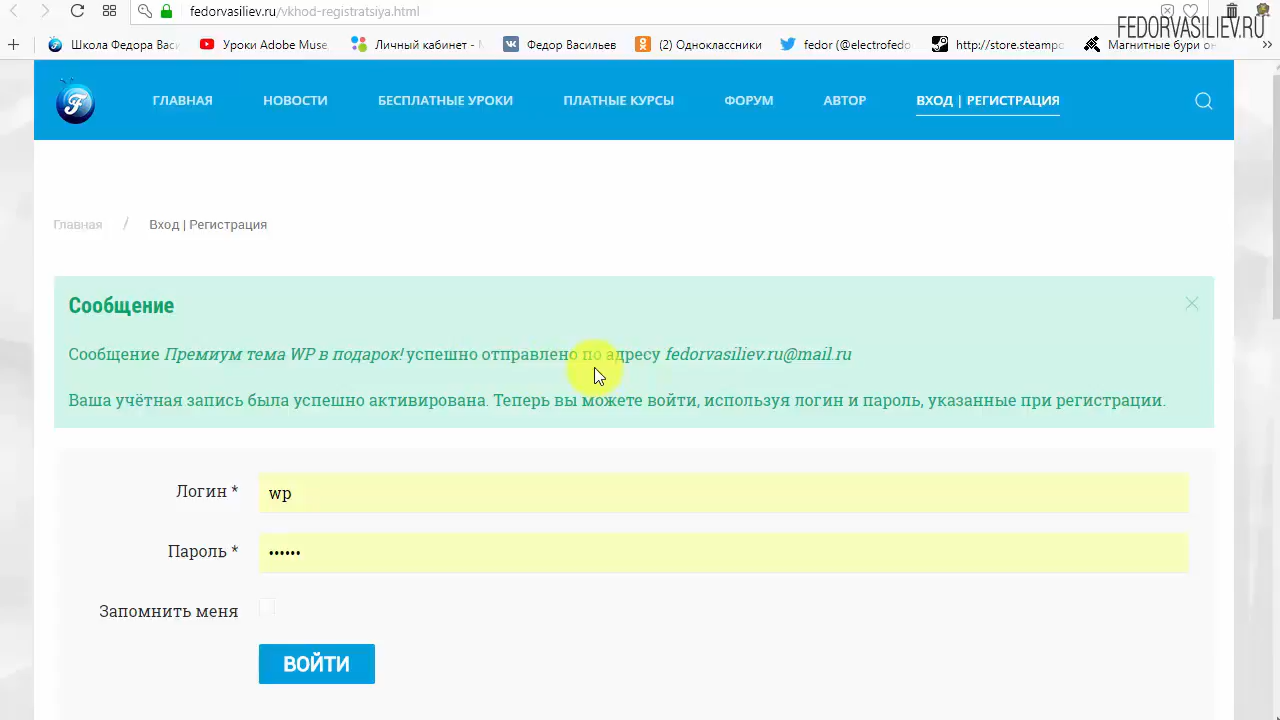 fedorvasiliev.ru/vkhod-registratsiya.html
FEDORVASILIEV.RU
Школа Федора Васи
Уроки Adobe Muse,
Личный кабинет -
Федор Васильев
(2) Одноклассники
fedor (@electrofedo
http://store.steampo
Магнитные бури он
ГЛАВНАЯ
НОВОСТИ
БЕСПЛАТНЫЕ УРОКИ
ПЛАТНЫЕ КУРСЫ
ФОРУМ
АВТОР
ВХОД | РЕГИСТРАЦИЯ
Главная / Вход | Регистрация
Сообщение
Сообщение Премиум тема WP в подарок! успешно отправлено по адресу fedorvasiliev.ru@mail.ru
Ваша учётная запись была успешно активирована. Теперь вы можете войти, используя логин и пароль, указанные при регистрации.
Логин *
wp
Пароль *
••••••
Запомнить меня
ВОЙТИ